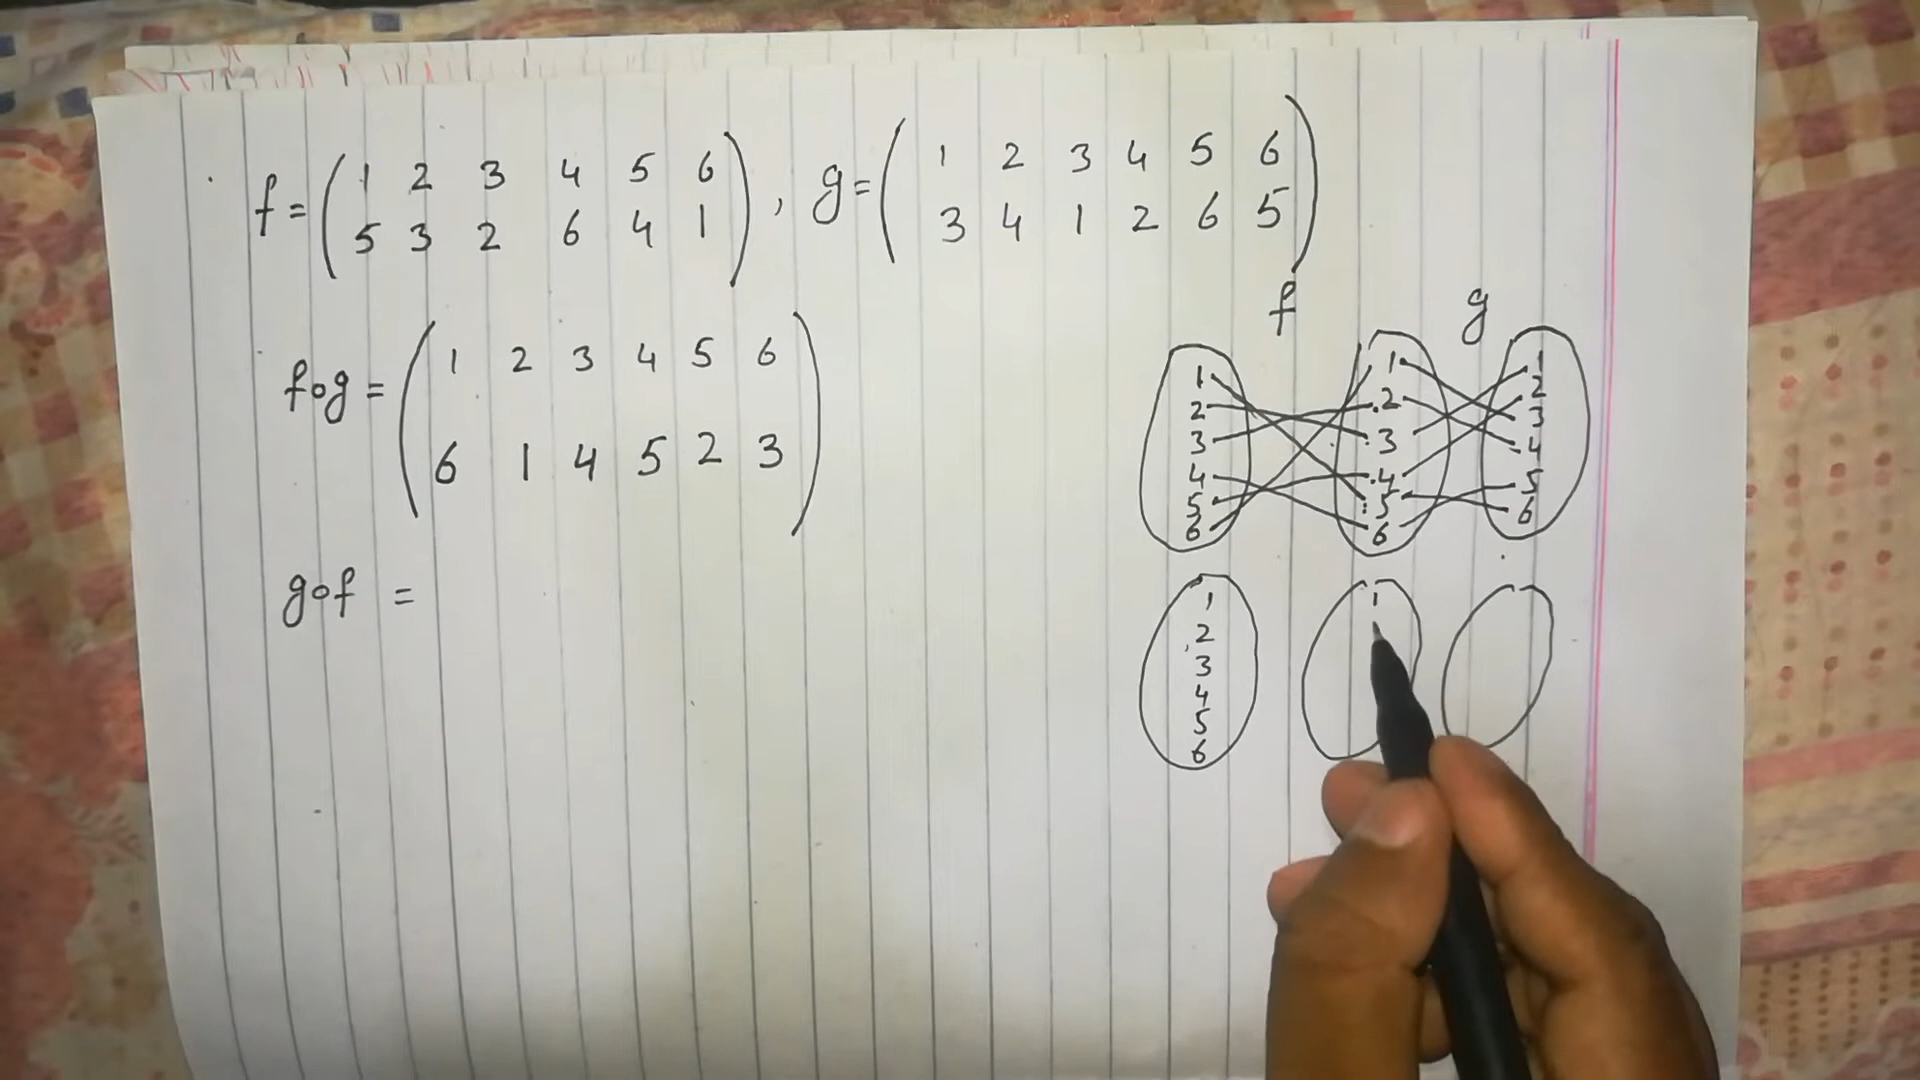 f = ( 1 2 3 4 5 6 ) , g = ( 1 2 3 4 5 6 )
5 3 2 6 4 1 3 4 1 2 6 5
fog = ( 1 2 3 4 5 6 )
6 1 4 5 2 3
gof =
f g
1 1 1
2 2 2
3 3 3
4 4 4
5 5 5
6 6 6
1 1
2
3
4
5
6